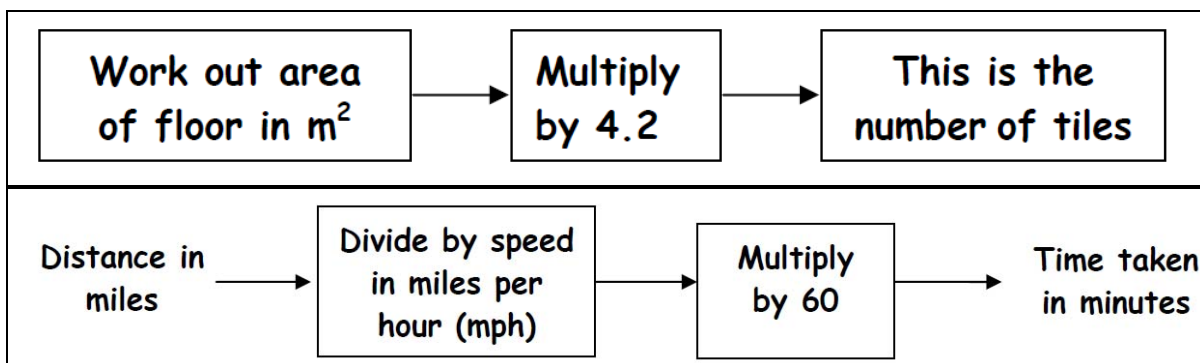 Work out area
of floor in m²
Multiply
by 4.2
This is the
number of tiles
Distance in
miles
Divide by speed
in miles per
hour (mph)
Multiply
by 60
Time taken
in minutes